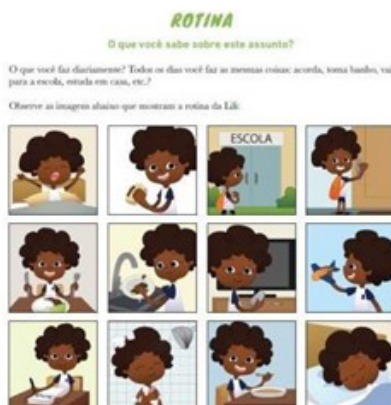 ROTINA
O que você sabe sobre este assunto?
O que você faz diariamente? Todos os dias você faz as mesmas coisas: acorda, toma banho, vai
para a escola, estuda em casa, etc.?
Observe as imagens abaixo que mostram a rotina da Lili:
ESCOLA